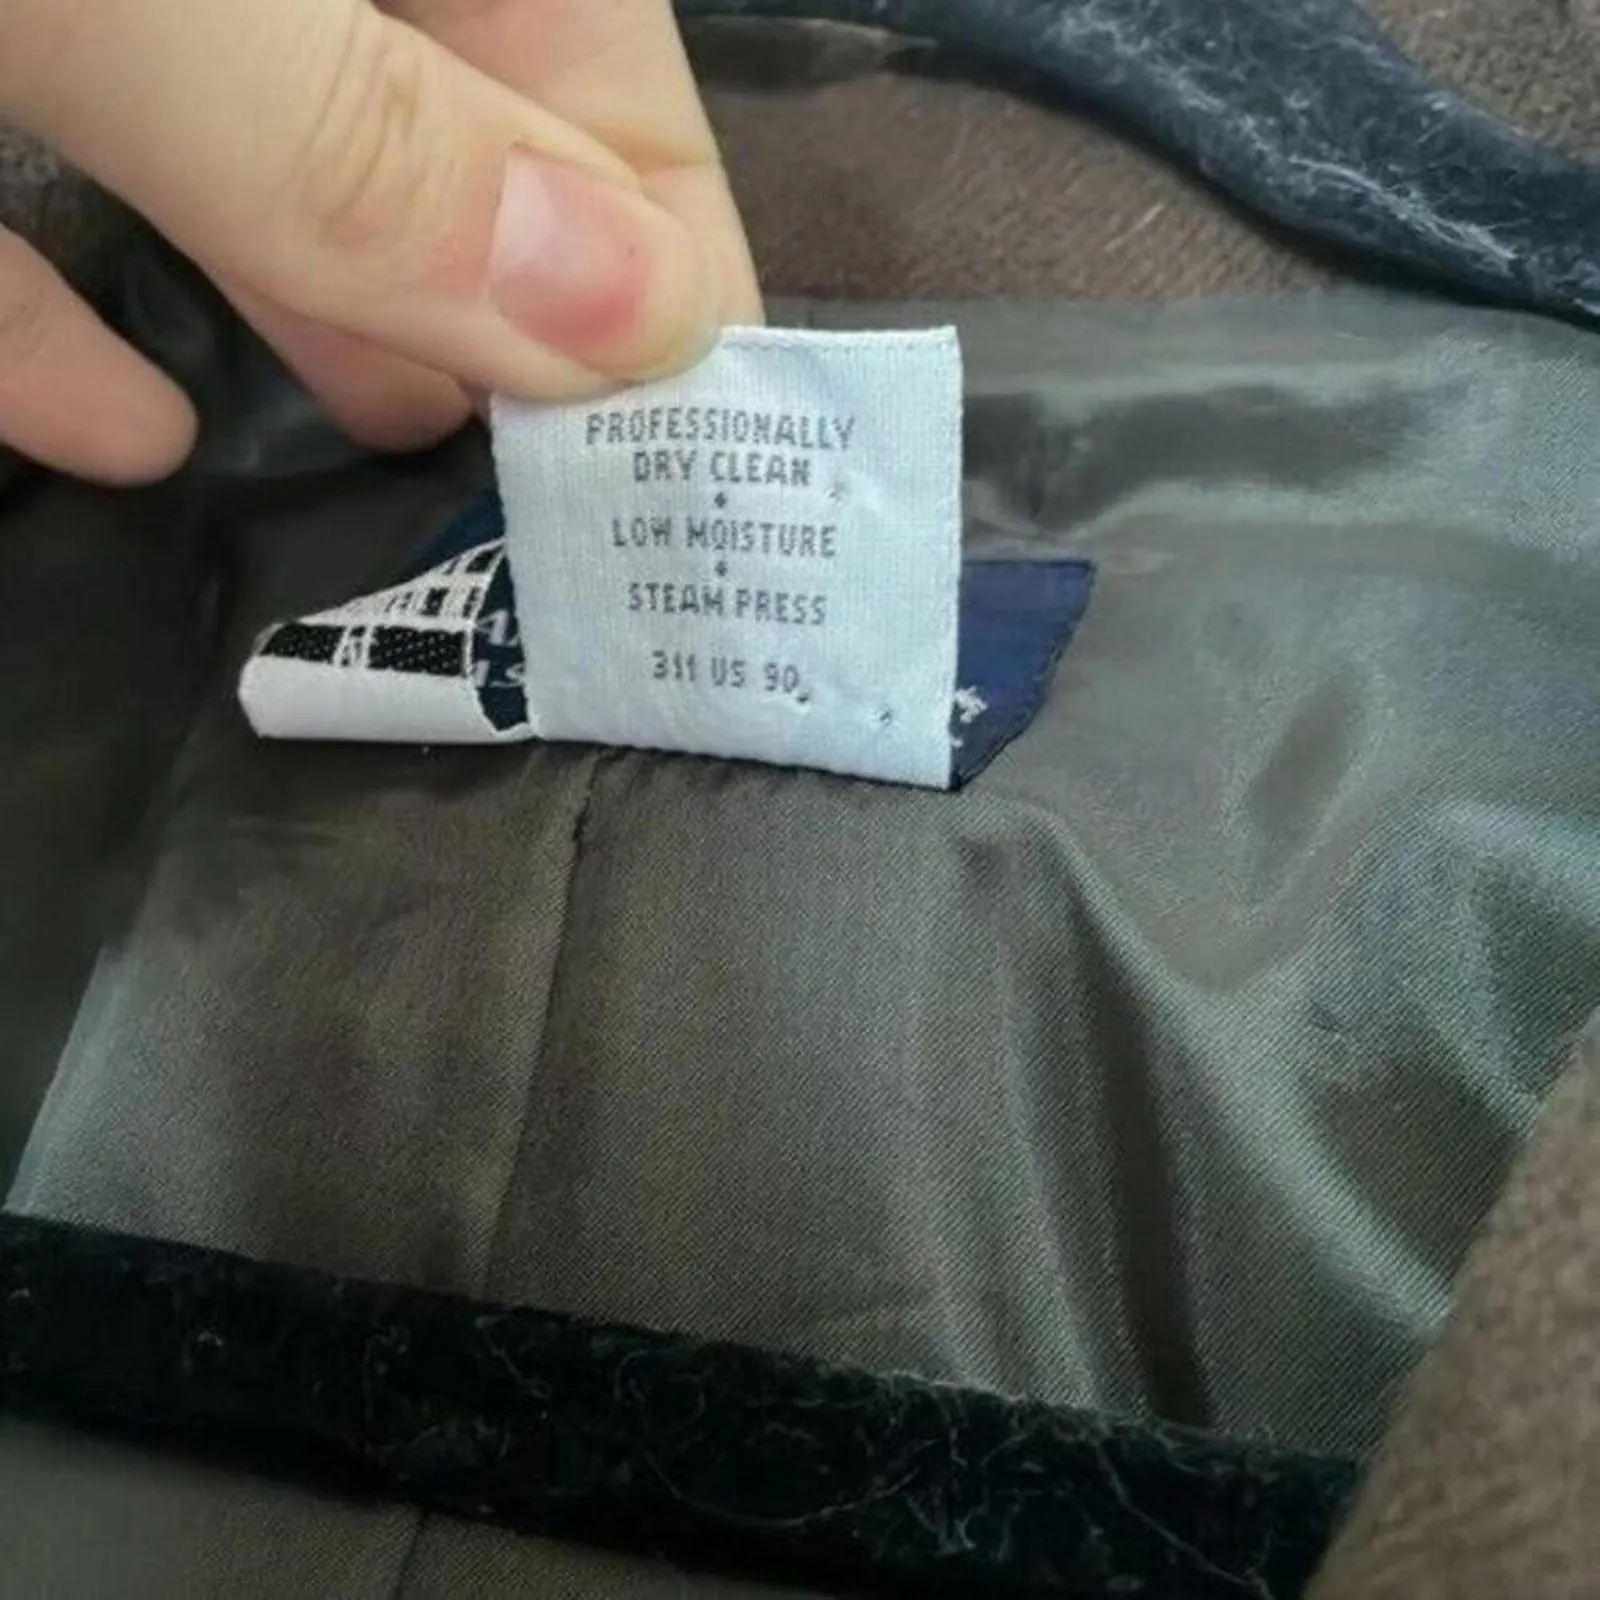 PROFESSIONALLY
DRY CLEAN
LOW MOISTURE
STEAM PRESS
311 US 90